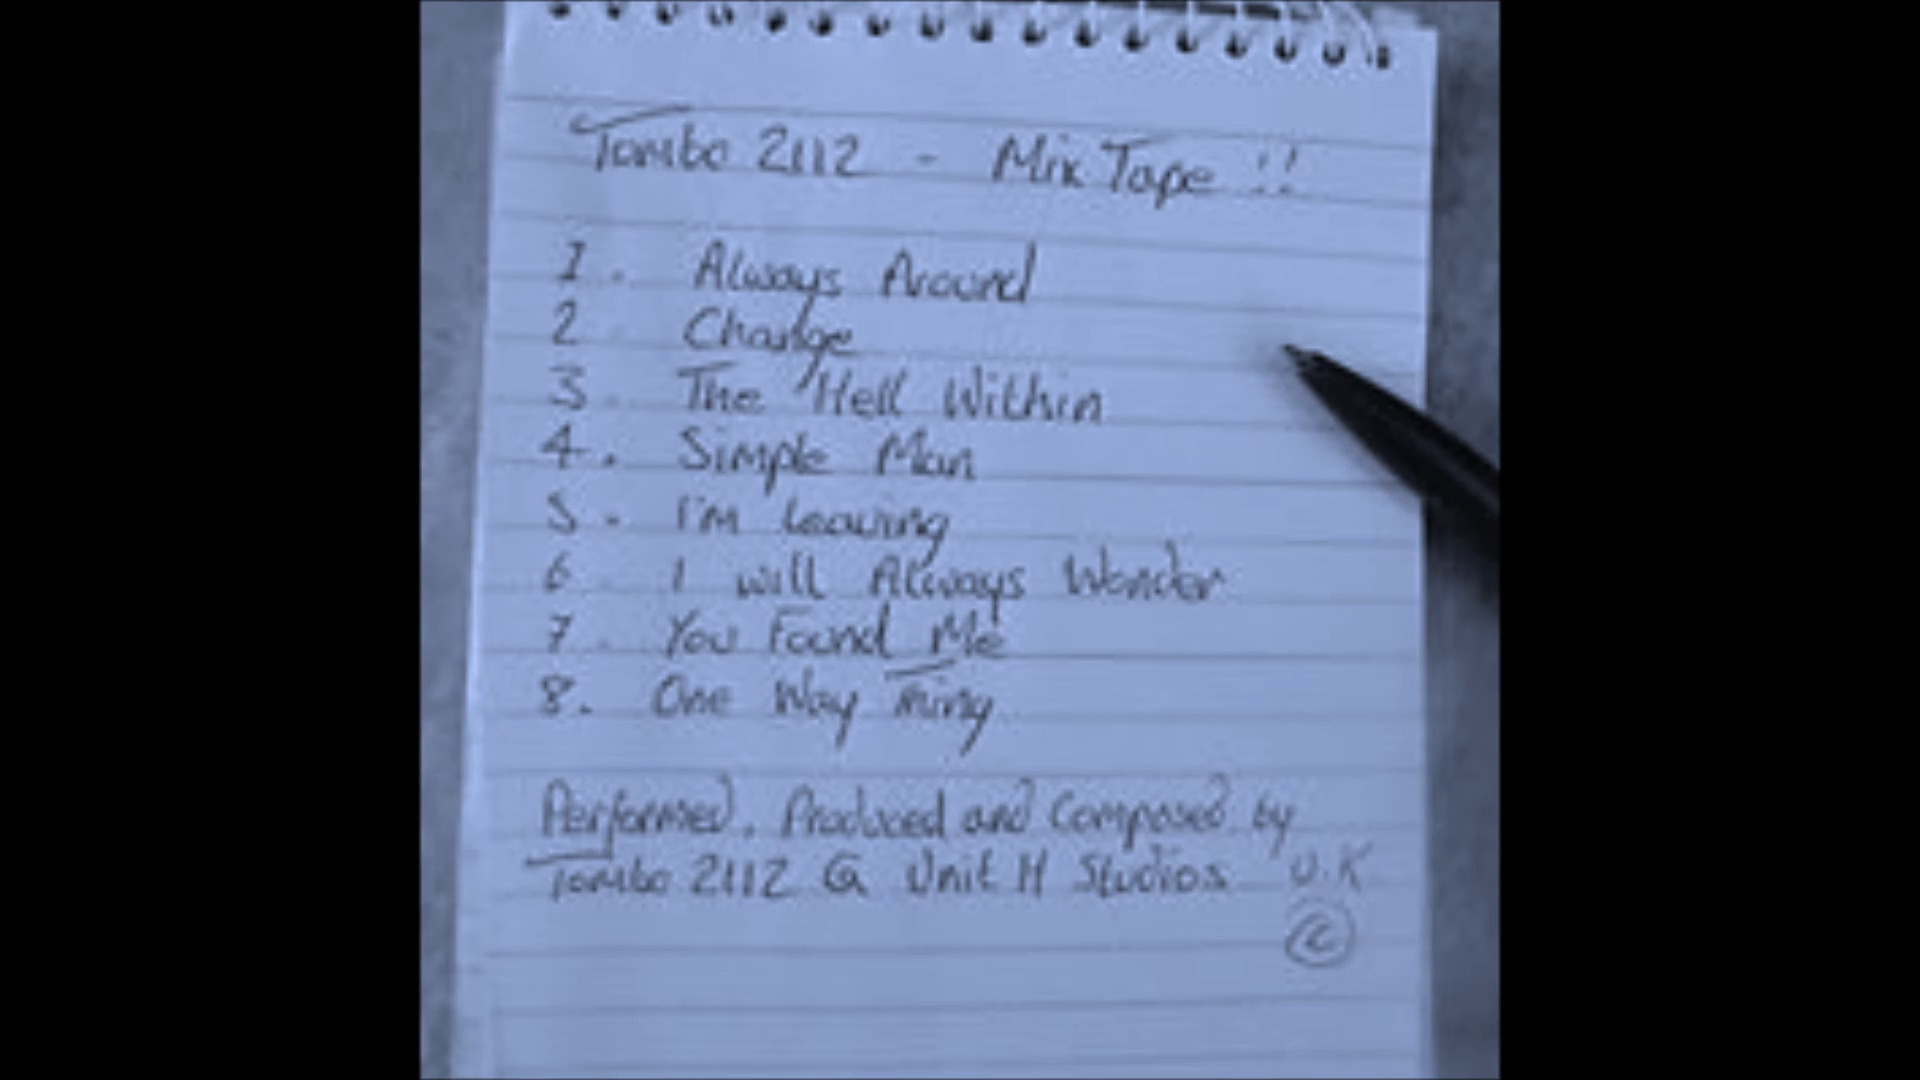 Tombo 2112 - Mix Tape !!
1. Always Around
2. Change
3. The Hell Within
4. Simple Man
5. I'm Leaving
6. I will Always Wonder
7. You Found Me
8. One Way Thing
Performed, Produced and Composed by
Tombo 2112 @ Unit H Studios U.K
©